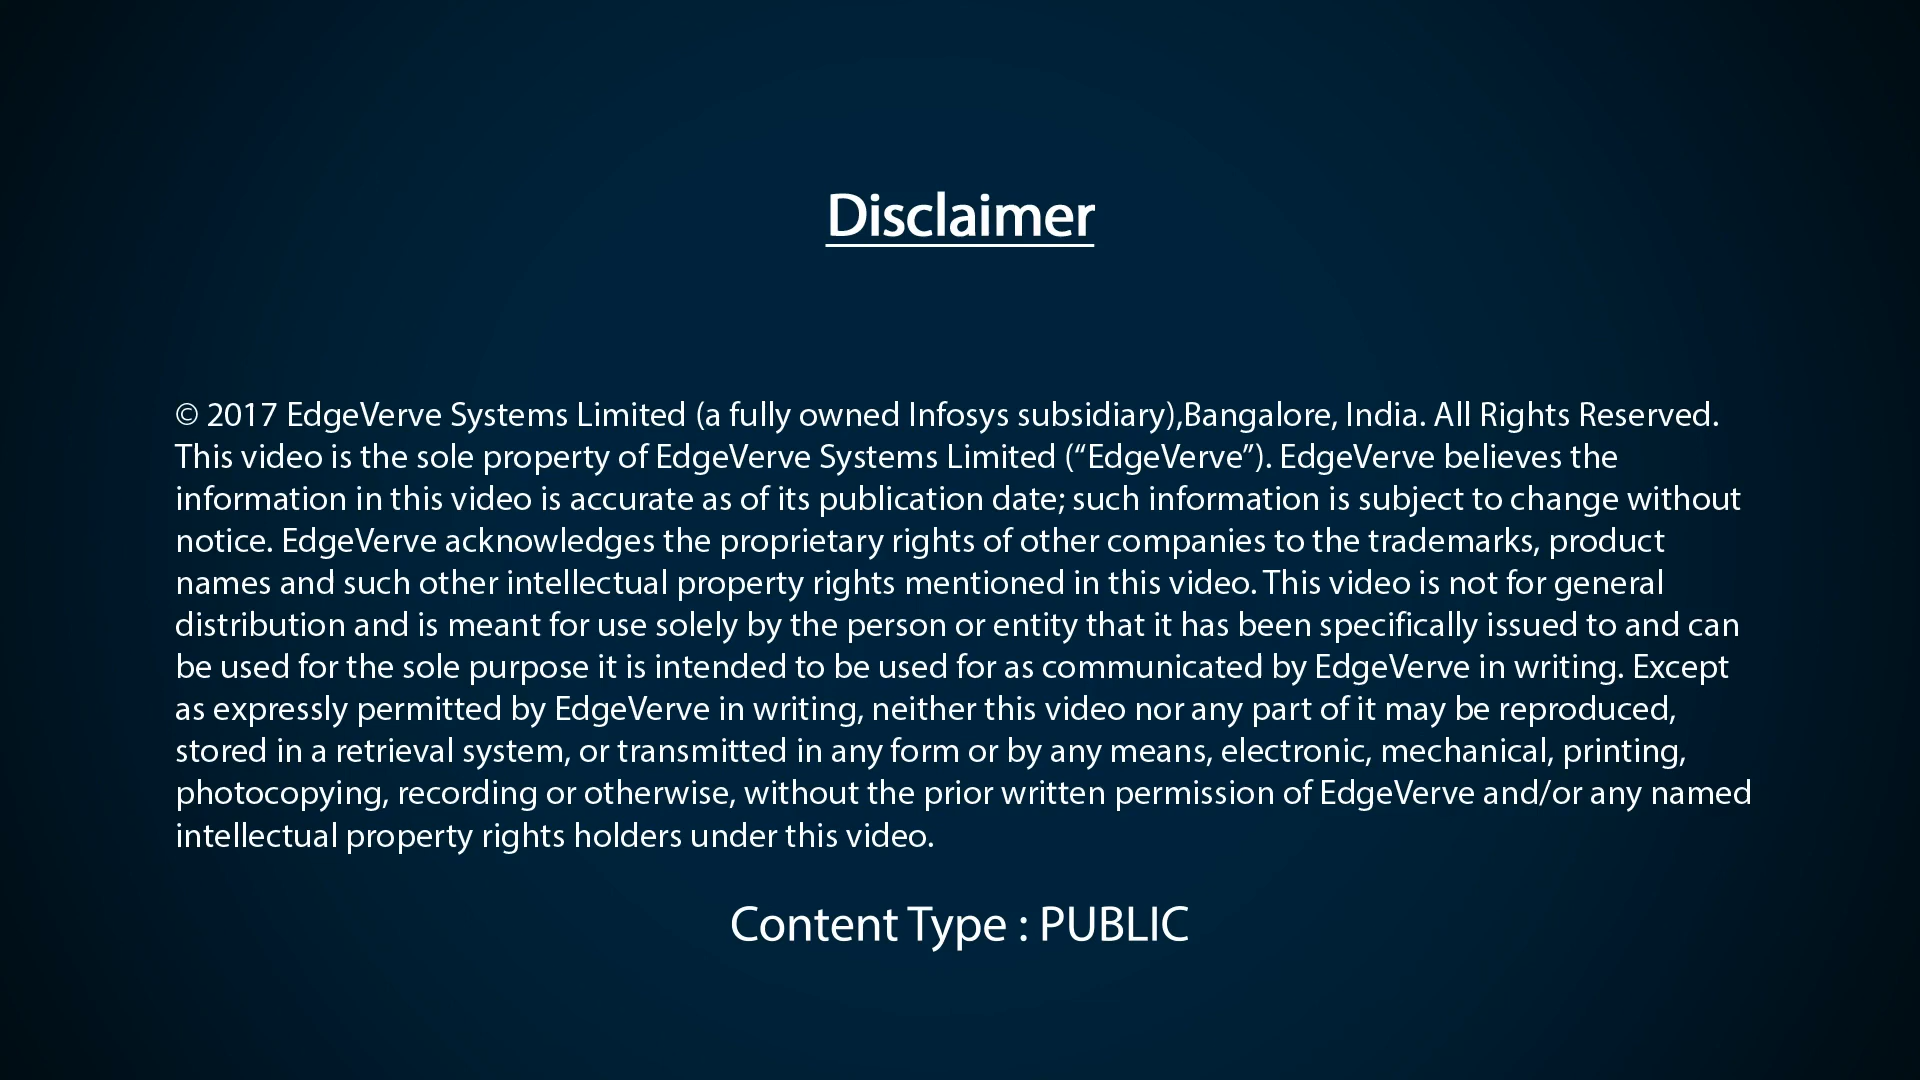 Disclaimer
© 2017 EdgeVerve Systems Limited (a fully owned Infosys subsidiary),Bangalore, India. All Rights Reserved.
This video is the sole property of EdgeVerve Systems Limited (“EdgeVerve”). EdgeVerve believes the
information in this video is accurate as of its publication date; such information is subject to change without
notice. EdgeVerve acknowledges the proprietary rights of other companies to the trademarks, product
names and such other intellectual property rights mentioned in this video. This video is not for general
distribution and is meant for use solely by the person or entity that it has been specifically issued to and can
be used for the sole purpose it is intended to be used for as communicated by EdgeVerve in writing. Except
as expressly permitted by EdgeVerve in writing, neither this video nor any part of it may be reproduced,
stored in a retrieval system, or transmitted in any form or by any means, electronic, mechanical, printing,
photocopying, recording or otherwise, without the prior written permission of EdgeVerve and/or any named
intellectual property rights holders under this video.
Content Type : PUBLIC